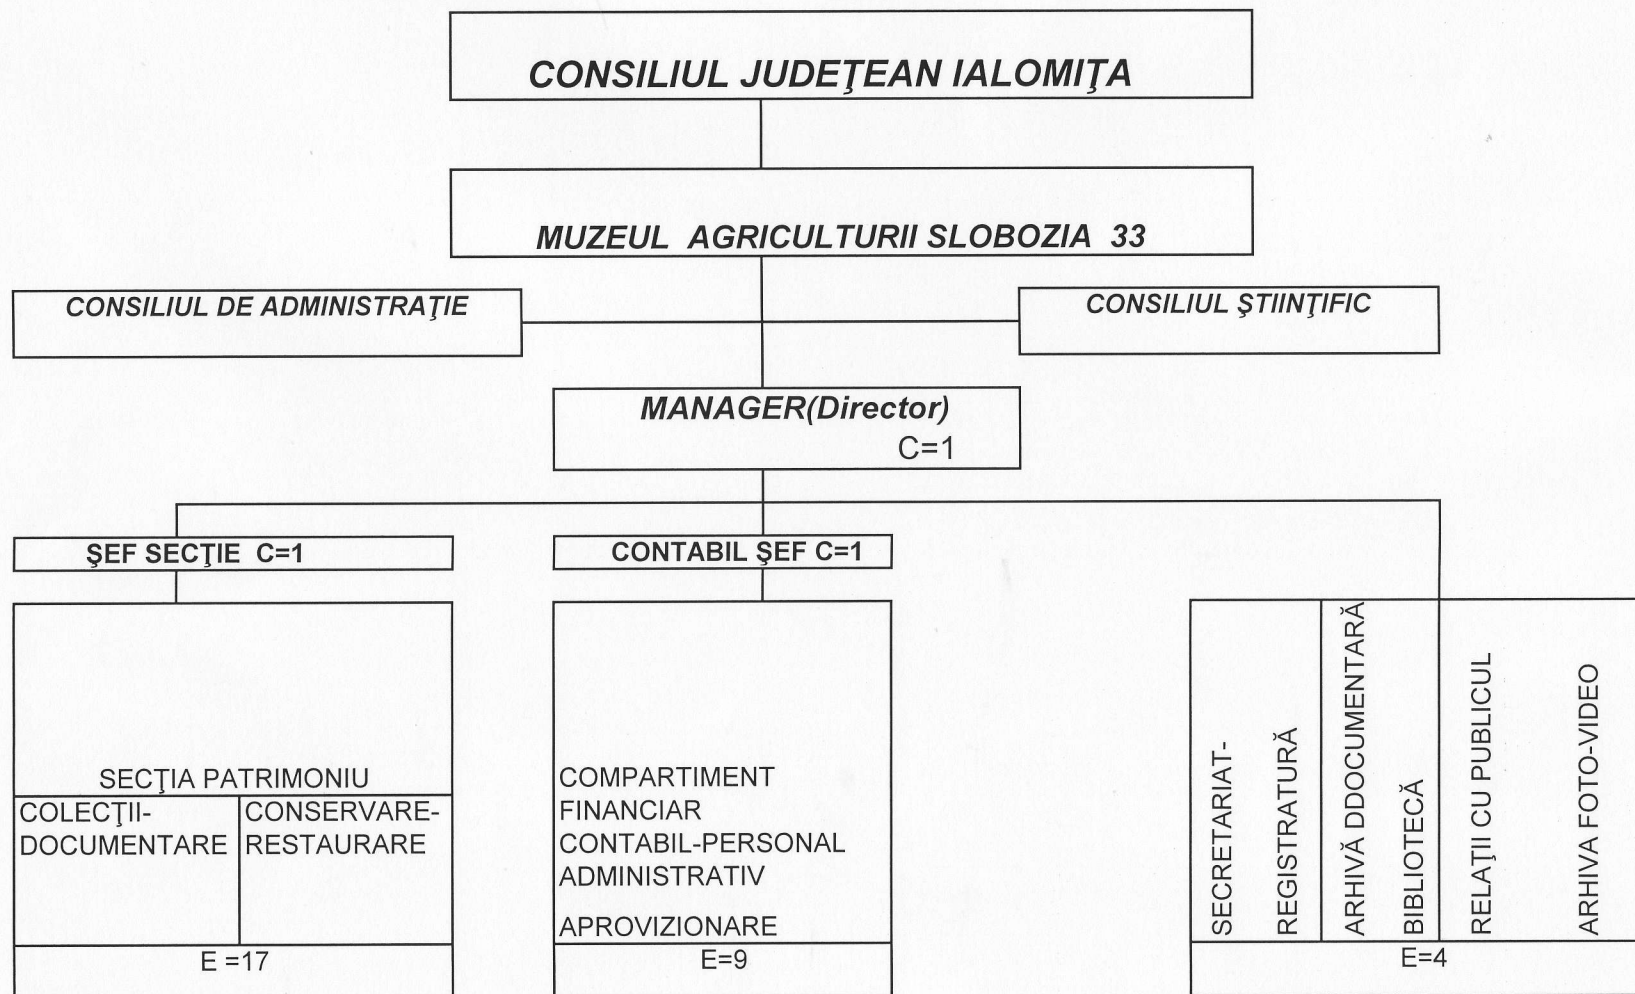 CONSILIUL JUDEŢEAN IALOMIŢA
MUZEUL AGRICULTURII SLOBOZIA 33
CONSILIUL DE ADMINISTRAŢIE
CONSILIUL ŞTIINŢIFIC
MANAGER(Director)
C=1
ŞEF SECŢIE C=1
CONTABIL ŞEF C=1
SECŢIA PATRIMONIU
COLECŢII-
DOCUMENTARE
CONSERVARE-
RESTAURARE
E =17
COMPARTIMENT
FINANCIAR
CONTABIL-PERSONAL
ADMINISTRATIV
APROVIZIONARE
E=9
SECRETARIAT-
REGISTRATURĂ
ARHIVĂ DDOCUMENTARĂ
BIBLIOTECĂ
RELAŢII CU PUBLICUL
ARHIVA FOTO-VIDEO
E=4